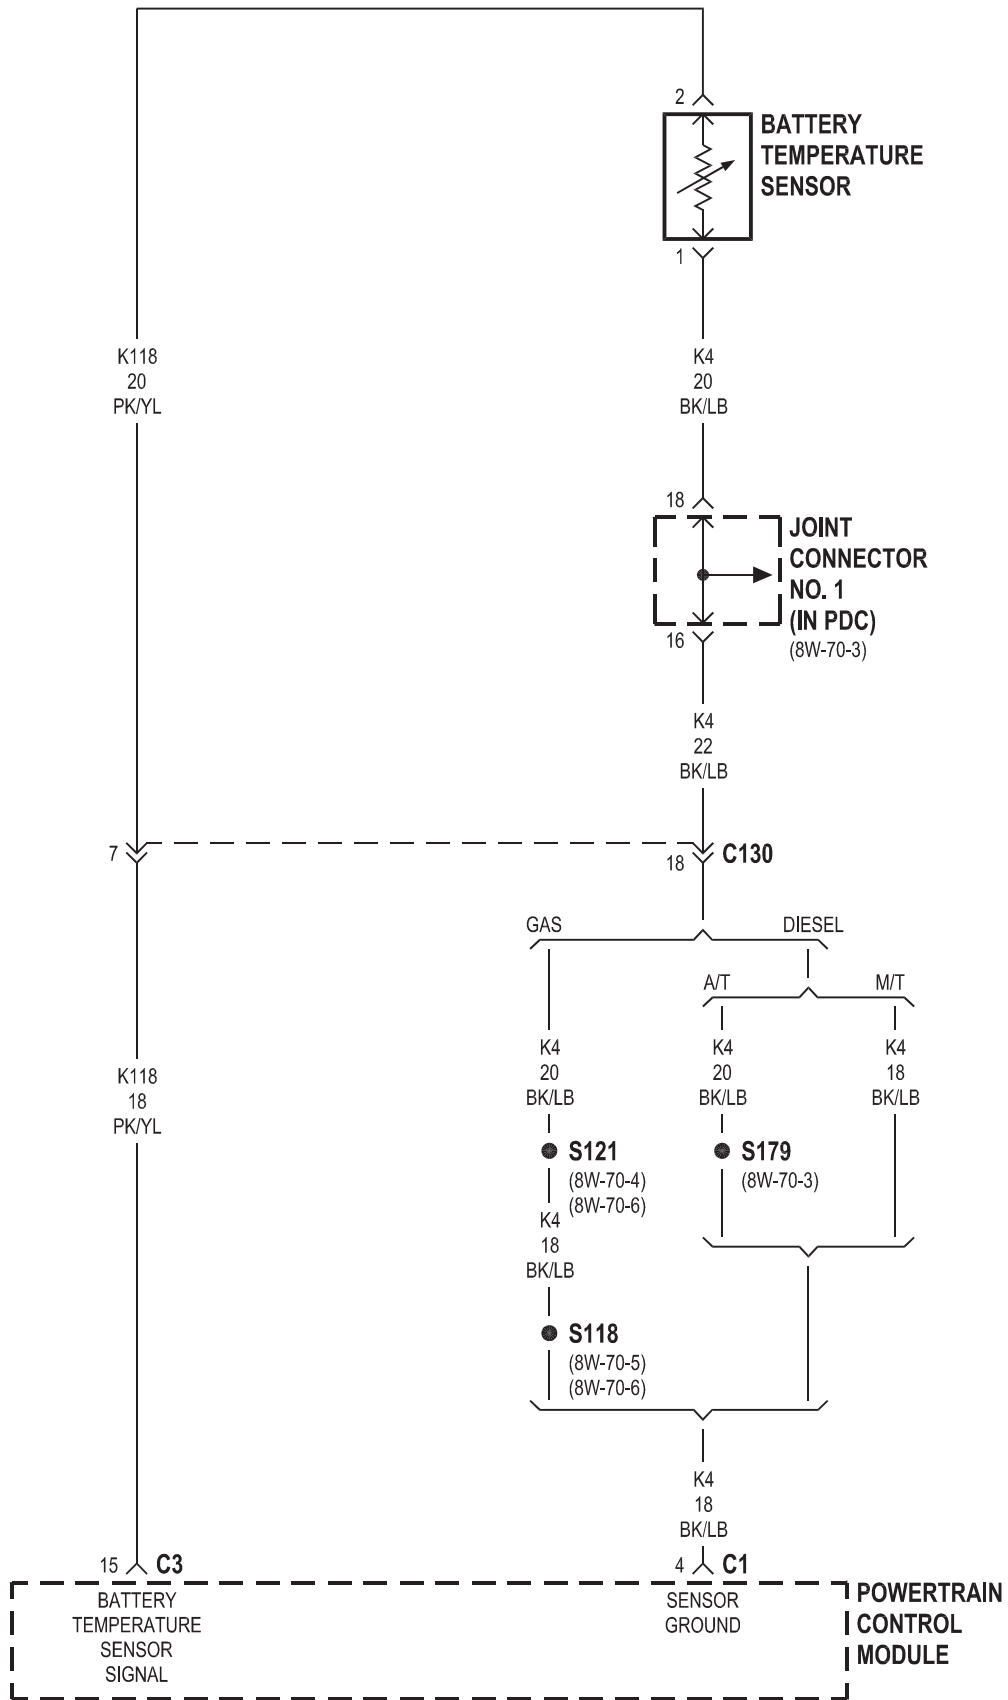 2
BATTERY
TEMPERATURE
SENSOR
1
K118
20
PK/YL
K4
20
BK/LB
18
JOINT
CONNECTOR
NO. 1
(IN PDC)
(8W-70-3)
16
K4
22
BK/LB
7
18
C130
GAS
DIESEL
A/T
M/T
K4
20
BK/LB
K4
20
BK/LB
K4
18
BK/LB
K118
18
PK/YL
S121
(8W-70-4)
(8W-70-6)
S179
(8W-70-3)
K4
18
BK/LB
S118
(8W-70-5)
(8W-70-6)
K4
18
BK/LB
15
C3
4
C1
BATTERY
TEMPERATURE
SENSOR
SIGNAL
SENSOR
GROUND
POWERTRAIN
CONTROL
MODULE